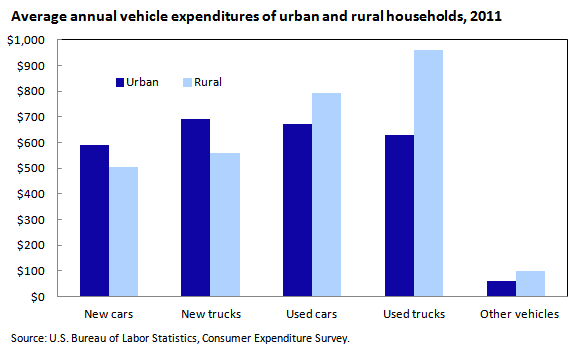 Average annual vehicle expenditures of urban and rural households, 2011
$1,000
$900
$800
$700
$600
$500
$400
$300
$200
$100
$0
Urban Rural
New cars New trucks Used cars Used trucks Other vehicles
Source: U.S. Bureau of Labor Statistics, Consumer Expenditure Survey.